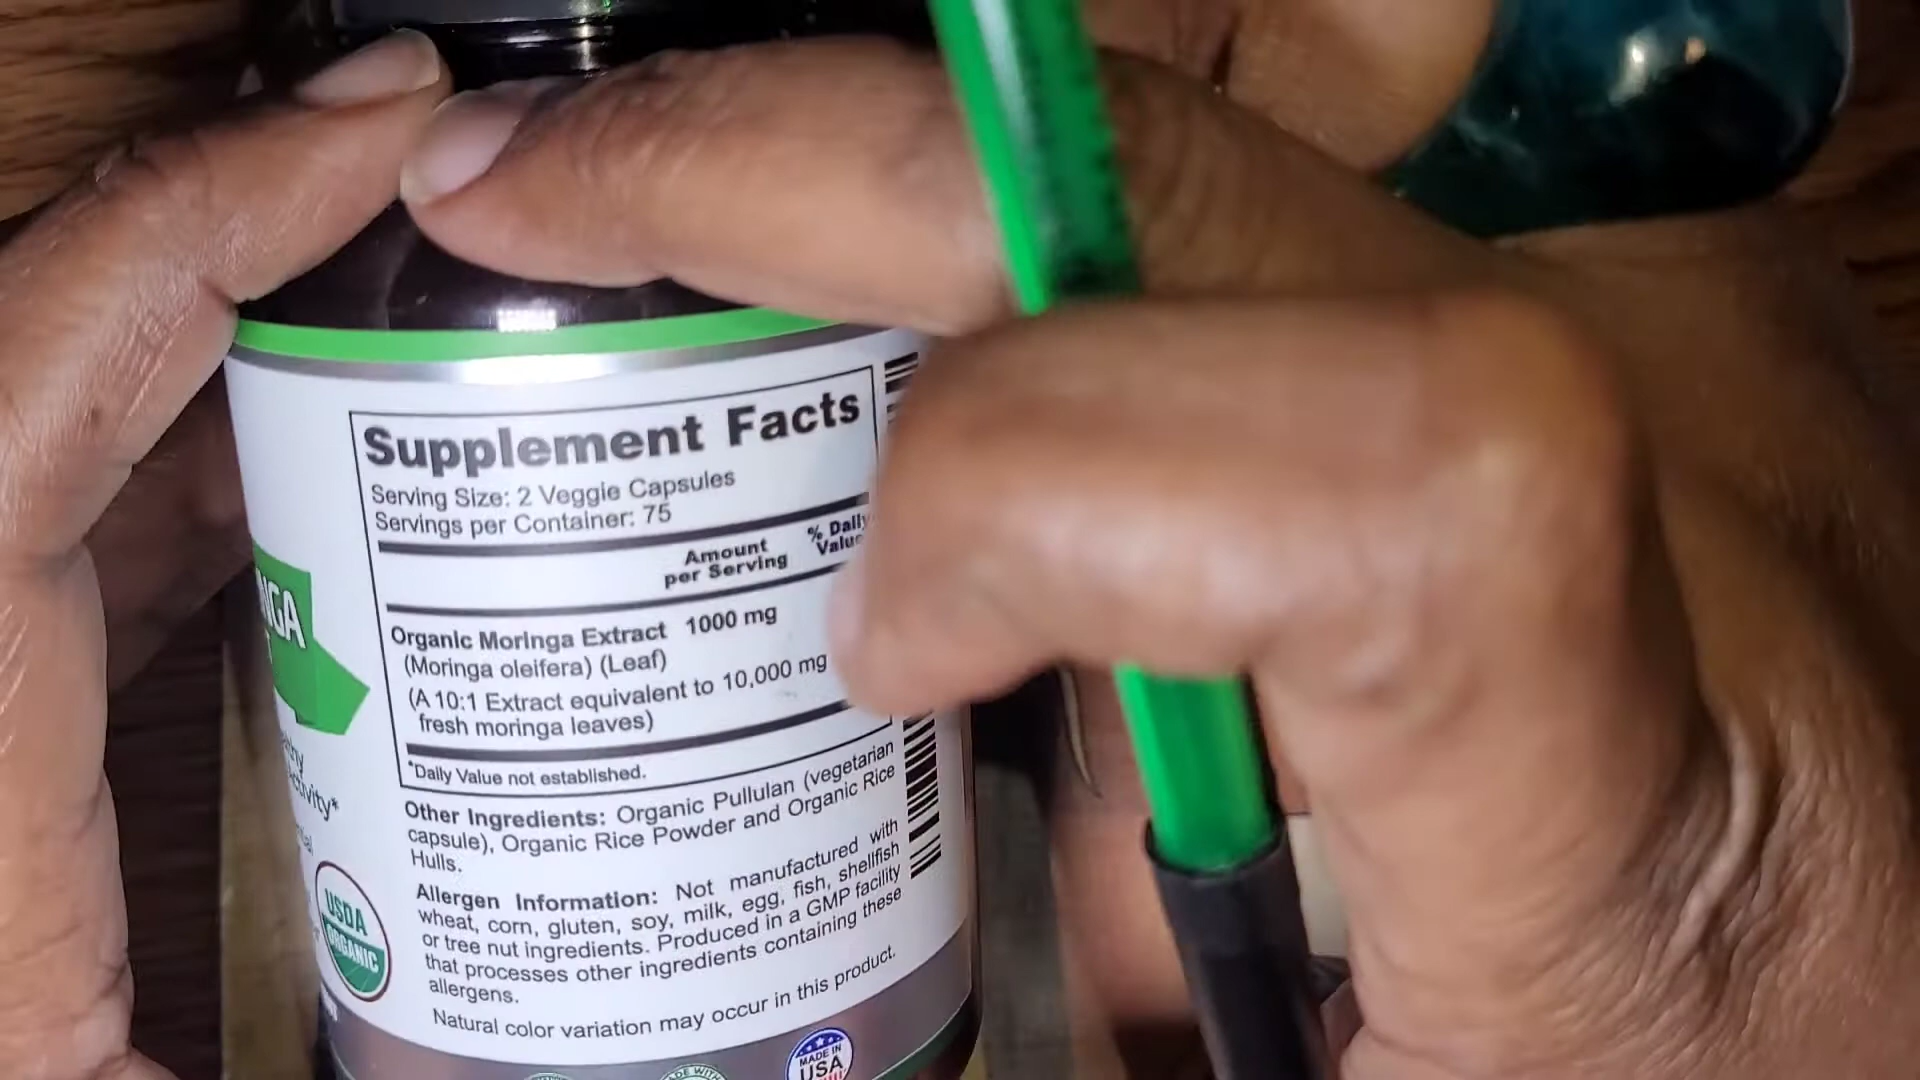 Supplement Facts
Serving Size: 2 Veggie Capsules
Servings per Container: 75
Amount
per Serving
% Daily
Value
Organic Moringa Extract 1000 mg
(Moringa oleifera) (Leaf)
(A 10:1 Extract equivalent to 10,000 mg
fresh moringa leaves)
*Daily Value not established.
Other Ingredients: Organic Pullulan (vegetarian
capsule), Organic Rice Powder and Organic Rice
Hulls.
Allergen Information: Not manufactured with
wheat, corn, gluten, soy, milk, egg, fish, shellfish
or tree nut ingredients. Produced in a GMP facility
that processes other ingredients containing these
allergens.
Natural color variation may occur in this product.
USDA
ORGANIC
MADE IN
USA